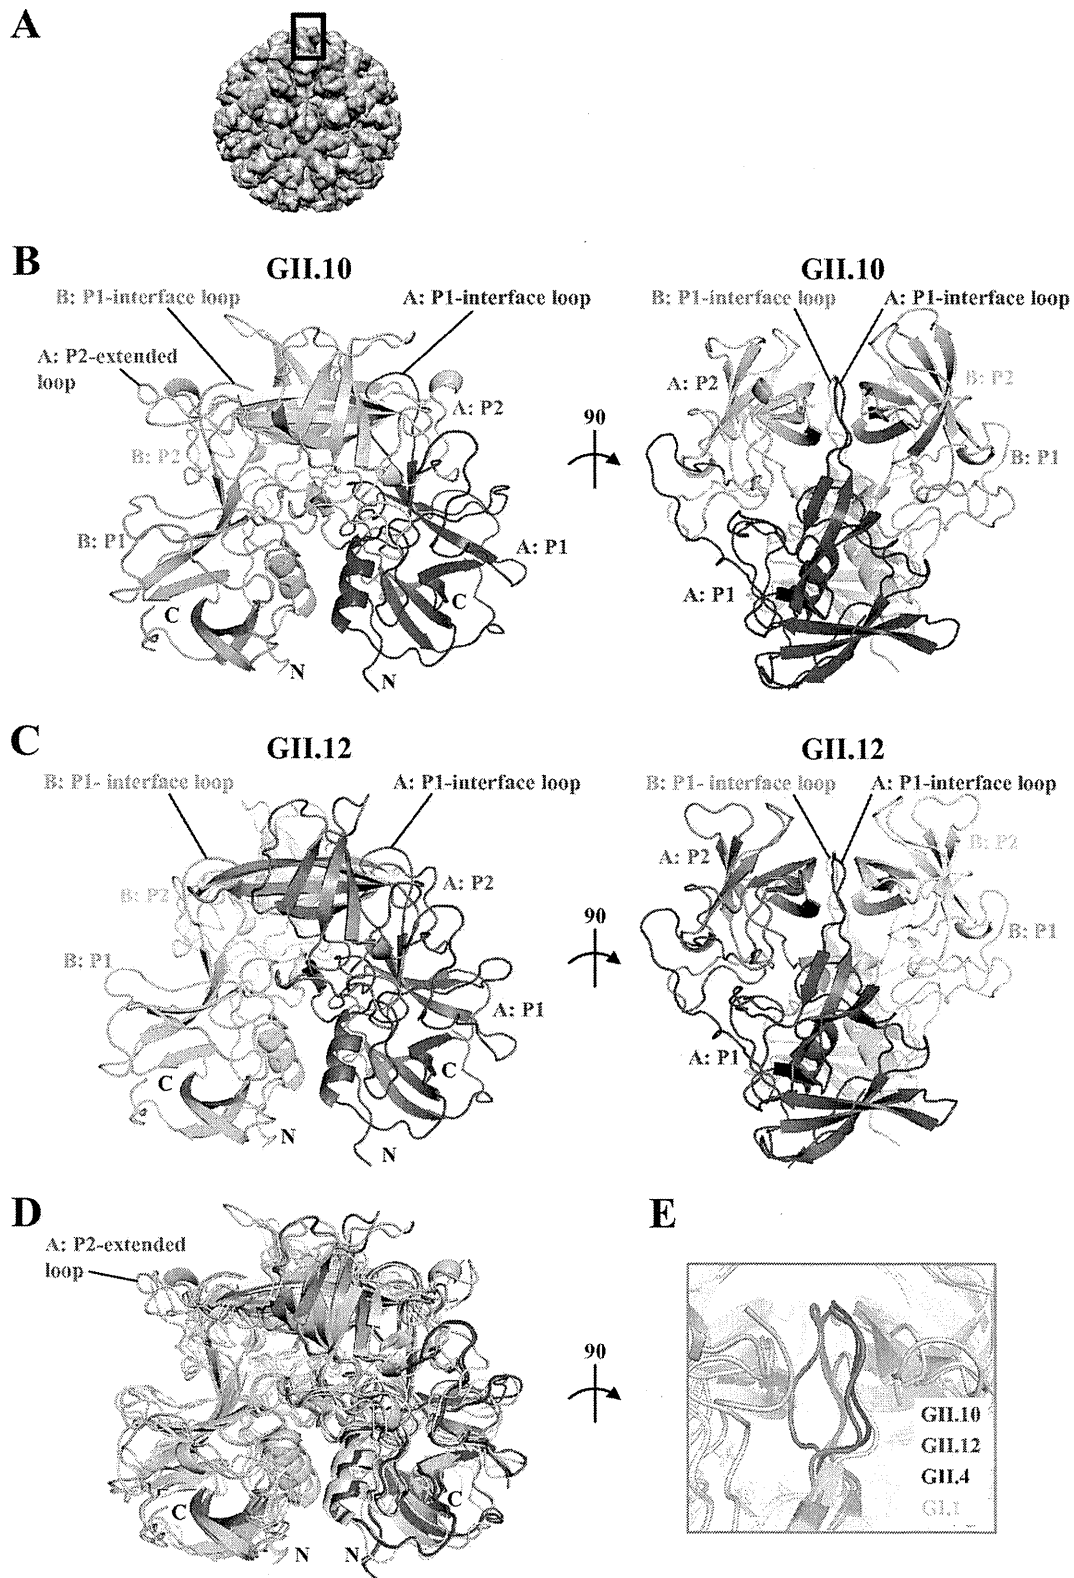 A
B
GII.10
B: P1-interface loop
A: P1-interface loop
A: P2-extended
loop
A: P2
B: P2
B: P1
A: P1
C
C
N
N
90
GII.10
B: P1-interface loop
A: P1-interface loop
A: P2
B: P2
B: P1
A: P1
C
GII.12
B: P1- interface loop
A: P1-interface loop
B: P2
A: P2
B: P1
A: P1
C
C
N
N
90
GII.12
B: P1- interface loop
A: P1-interface loop
A: P2
B: P2
B: P1
A: P1
D
A: P2-extended
loop
C
C
N
N
90
E
GII.10
GII.12
GII.4
GI.1